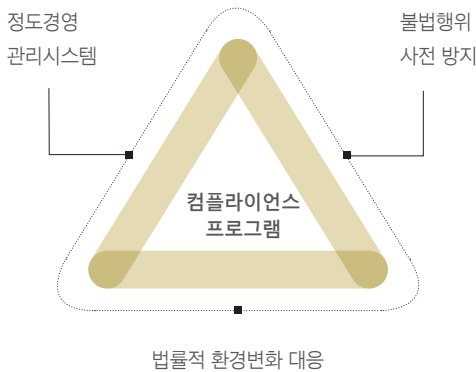 정도경영
관리시스템
불법행위
사전 방지
컴플라이언스
프로그램
법률적 환경변화 대응